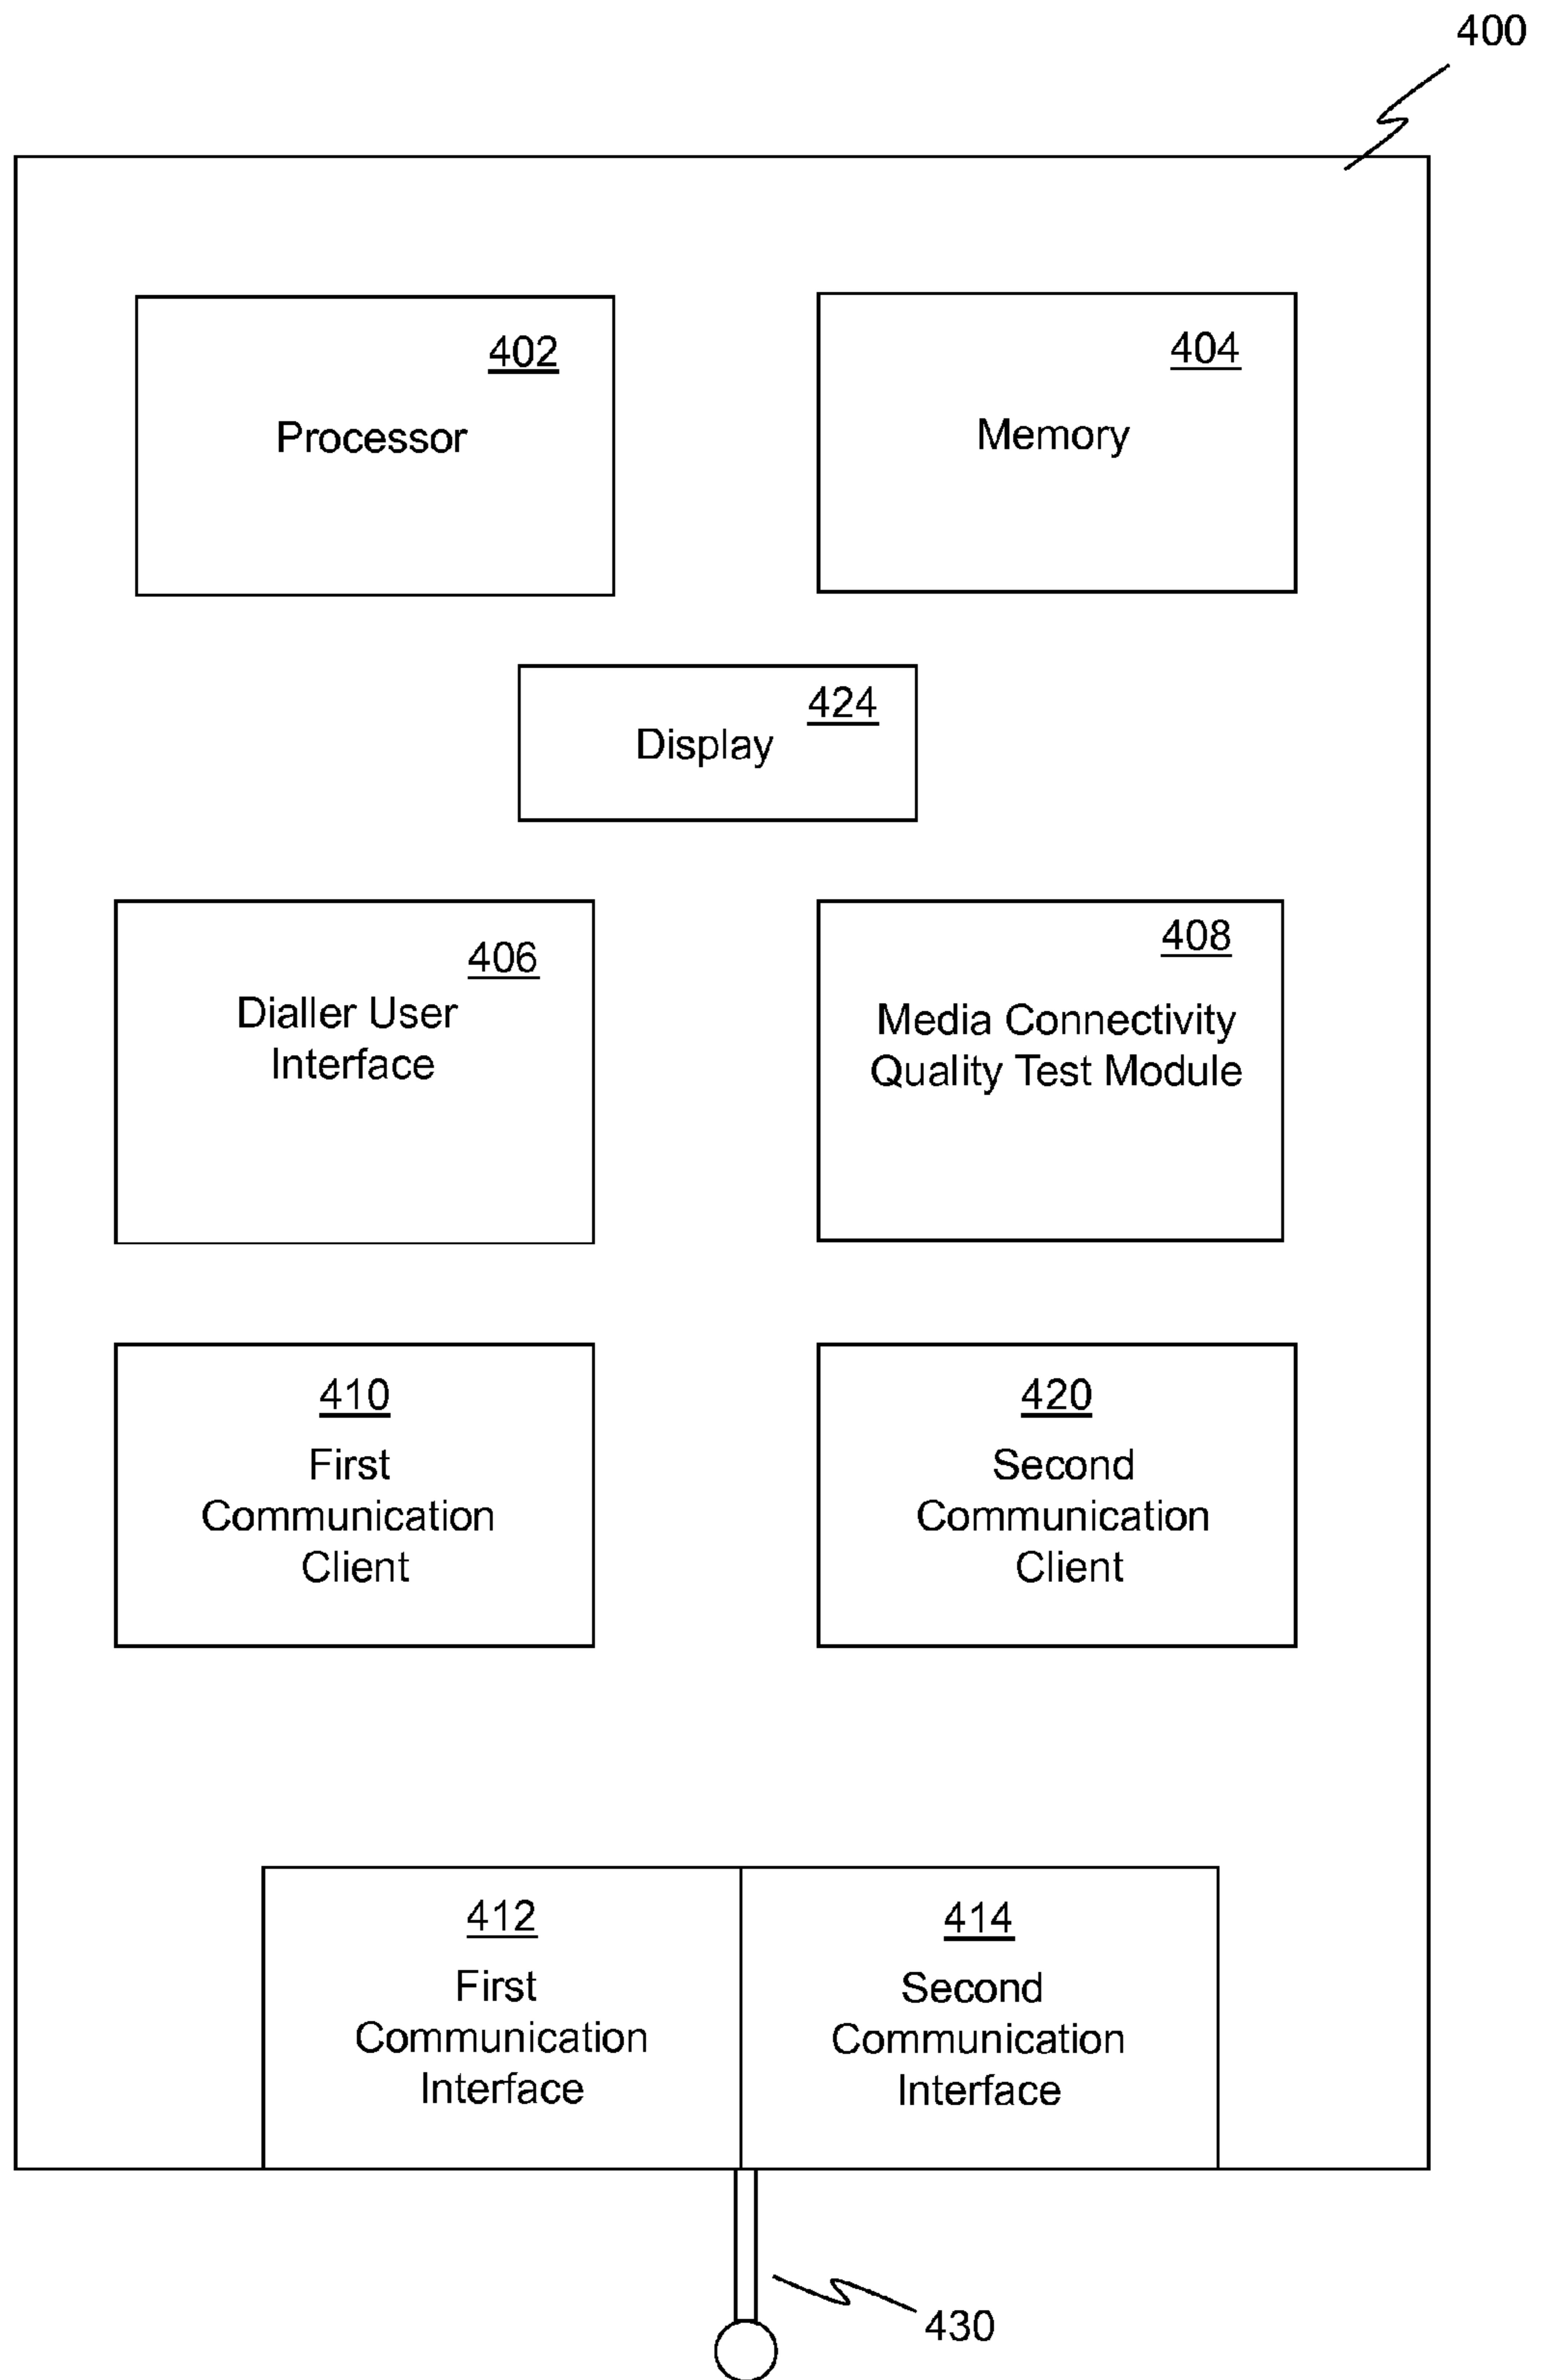 400
402
Processor
404
Memory
424
Display
406
Dialler User
Interface
408
Media Connectivity
Quality Test Module
410
First
Communication
Client
420
Second
Communication
Client
412
First
Communication
Interface
414
Second
Communication
Interface
430